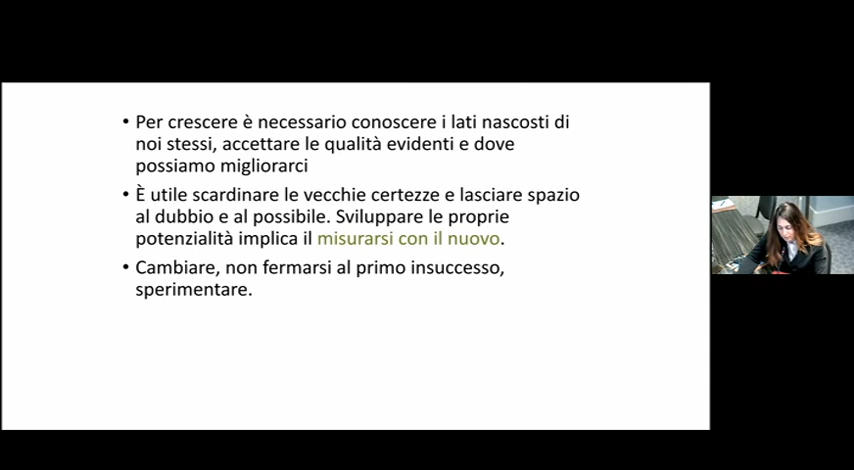 • Per crescere è necessario conoscere i lati nascosti di
noi stessi, accettare le qualità evidenti e dove
possiamo migliorarci
• È utile scardinare le vecchie certezze e lasciare spazio
al dubbio e al possibile. Sviluppare le proprie
potenzialità implica il misurarsi con il nuovo.
• Cambiare, non fermarsi al primo insuccesso,
sperimentare.